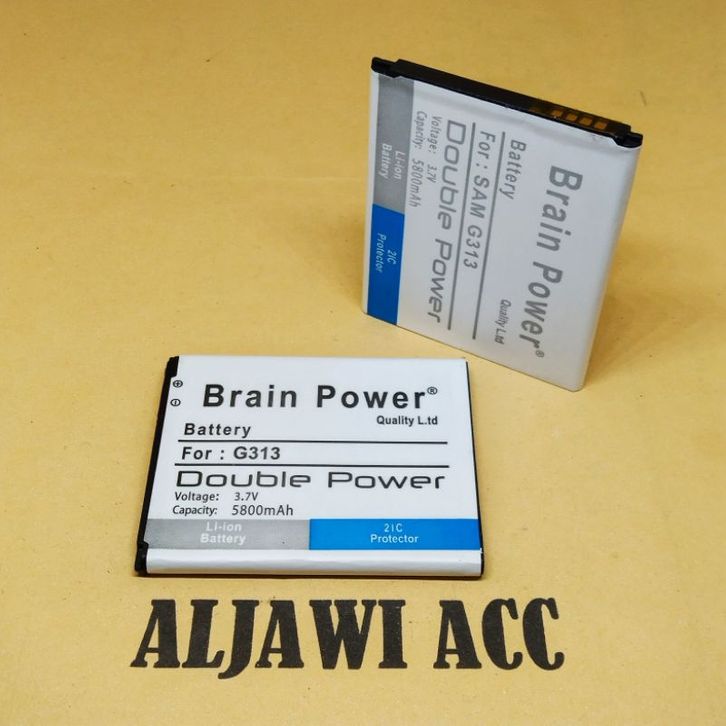 Brain Power®
Quality L.td
Battery
For : SAM G313
Double Power
Voltage: 3.7V
Capacity: 5800mAh
Li-ion
Battery
2IC
Protector
Brain Power®
Quality L.td
Battery
For : G313
Double Power
Voltage: 3.7V
Capacity: 5800mAh
Li-ion
Battery
2IC
Protector
ALJAWI ACC